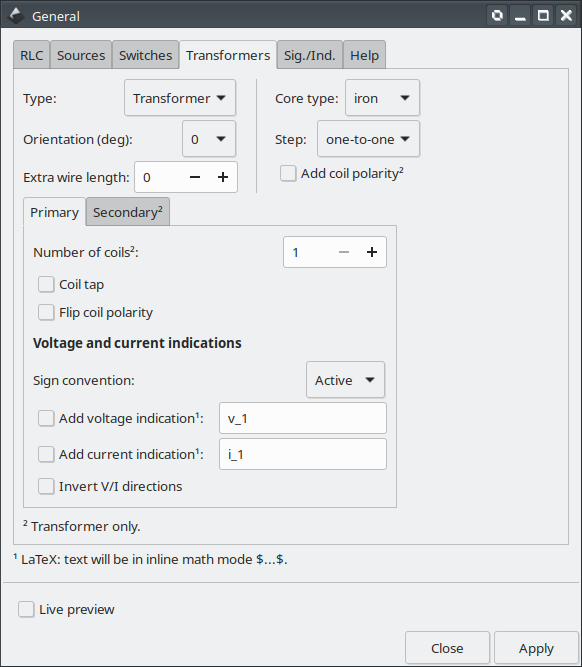 General
RLC Sources Switches Transformers Sig./Ind. Help
Type: Transformer Core type: iron
Orientation (deg): 0 Step: one-to-one
Extra wire length: 0 − + Add coil polarity²
Primary Secondary²
Number of coils²: 1 − +
Coil tap
Flip coil polarity
Voltage and current indications
Sign convention: Active
Add voltage indication¹: v_1
Add current indication¹: i_1
Invert V/I directions
² Transformer only.
¹ LaTeX: text will be in inline math mode $...$.
Live preview
Close Apply